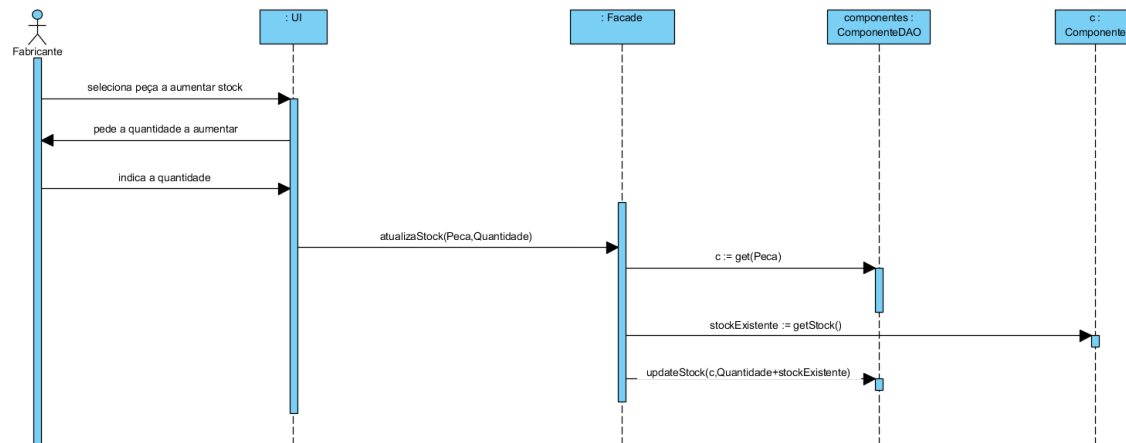 : UI
: Facade
componentes :
ComponenteDAO
c :
Componente
Fabricante
seleciona peça a aumentar stock
pede a quantidade a aumentar
indica a quantidade
atualizaStock(Peca,Quantidade)
c := get(Peca)
stockExistente := getStock()
updateStock(c,Quantidade+stockExistente)